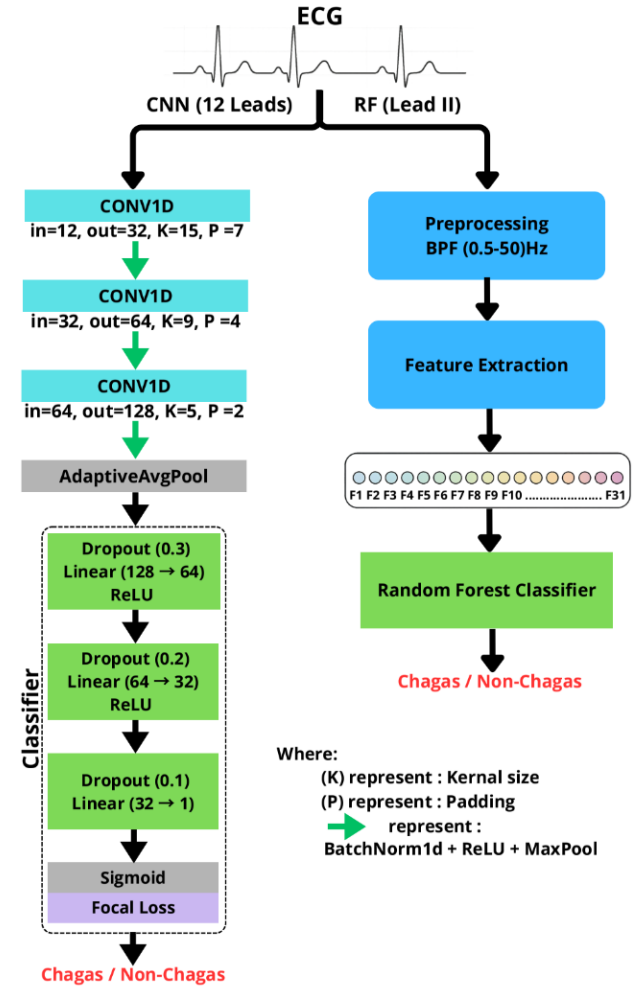 ECG
CNN (12 Leads)
RF (Lead II)
CONV1D
in=12, out=32, K=15, P =7
CONV1D
in=32, out=64, K=9, P =4
CONV1D
in=64, out=128, K=5, P =2
AdaptiveAvgPool
Classifier
Dropout (0.3)
Linear (128 → 64)
ReLU
Dropout (0.2)
Linear (64 → 32)
ReLU
Dropout (0.1)
Linear (32 → 1)
Sigmoid
Focal Loss
Chagas / Non-Chagas
Preprocessing
BPF (0.5-50)Hz
Feature Extraction
F1 F2 F3 F4 F5 F6 F7 F8 F9 F10 ...................... F31
Random Forest Classifier
Chagas / Non-Chagas
Where:
(K) represent : Kernal size
(P) represent : Padding
represent :
BatchNorm1d + ReLU + MaxPool